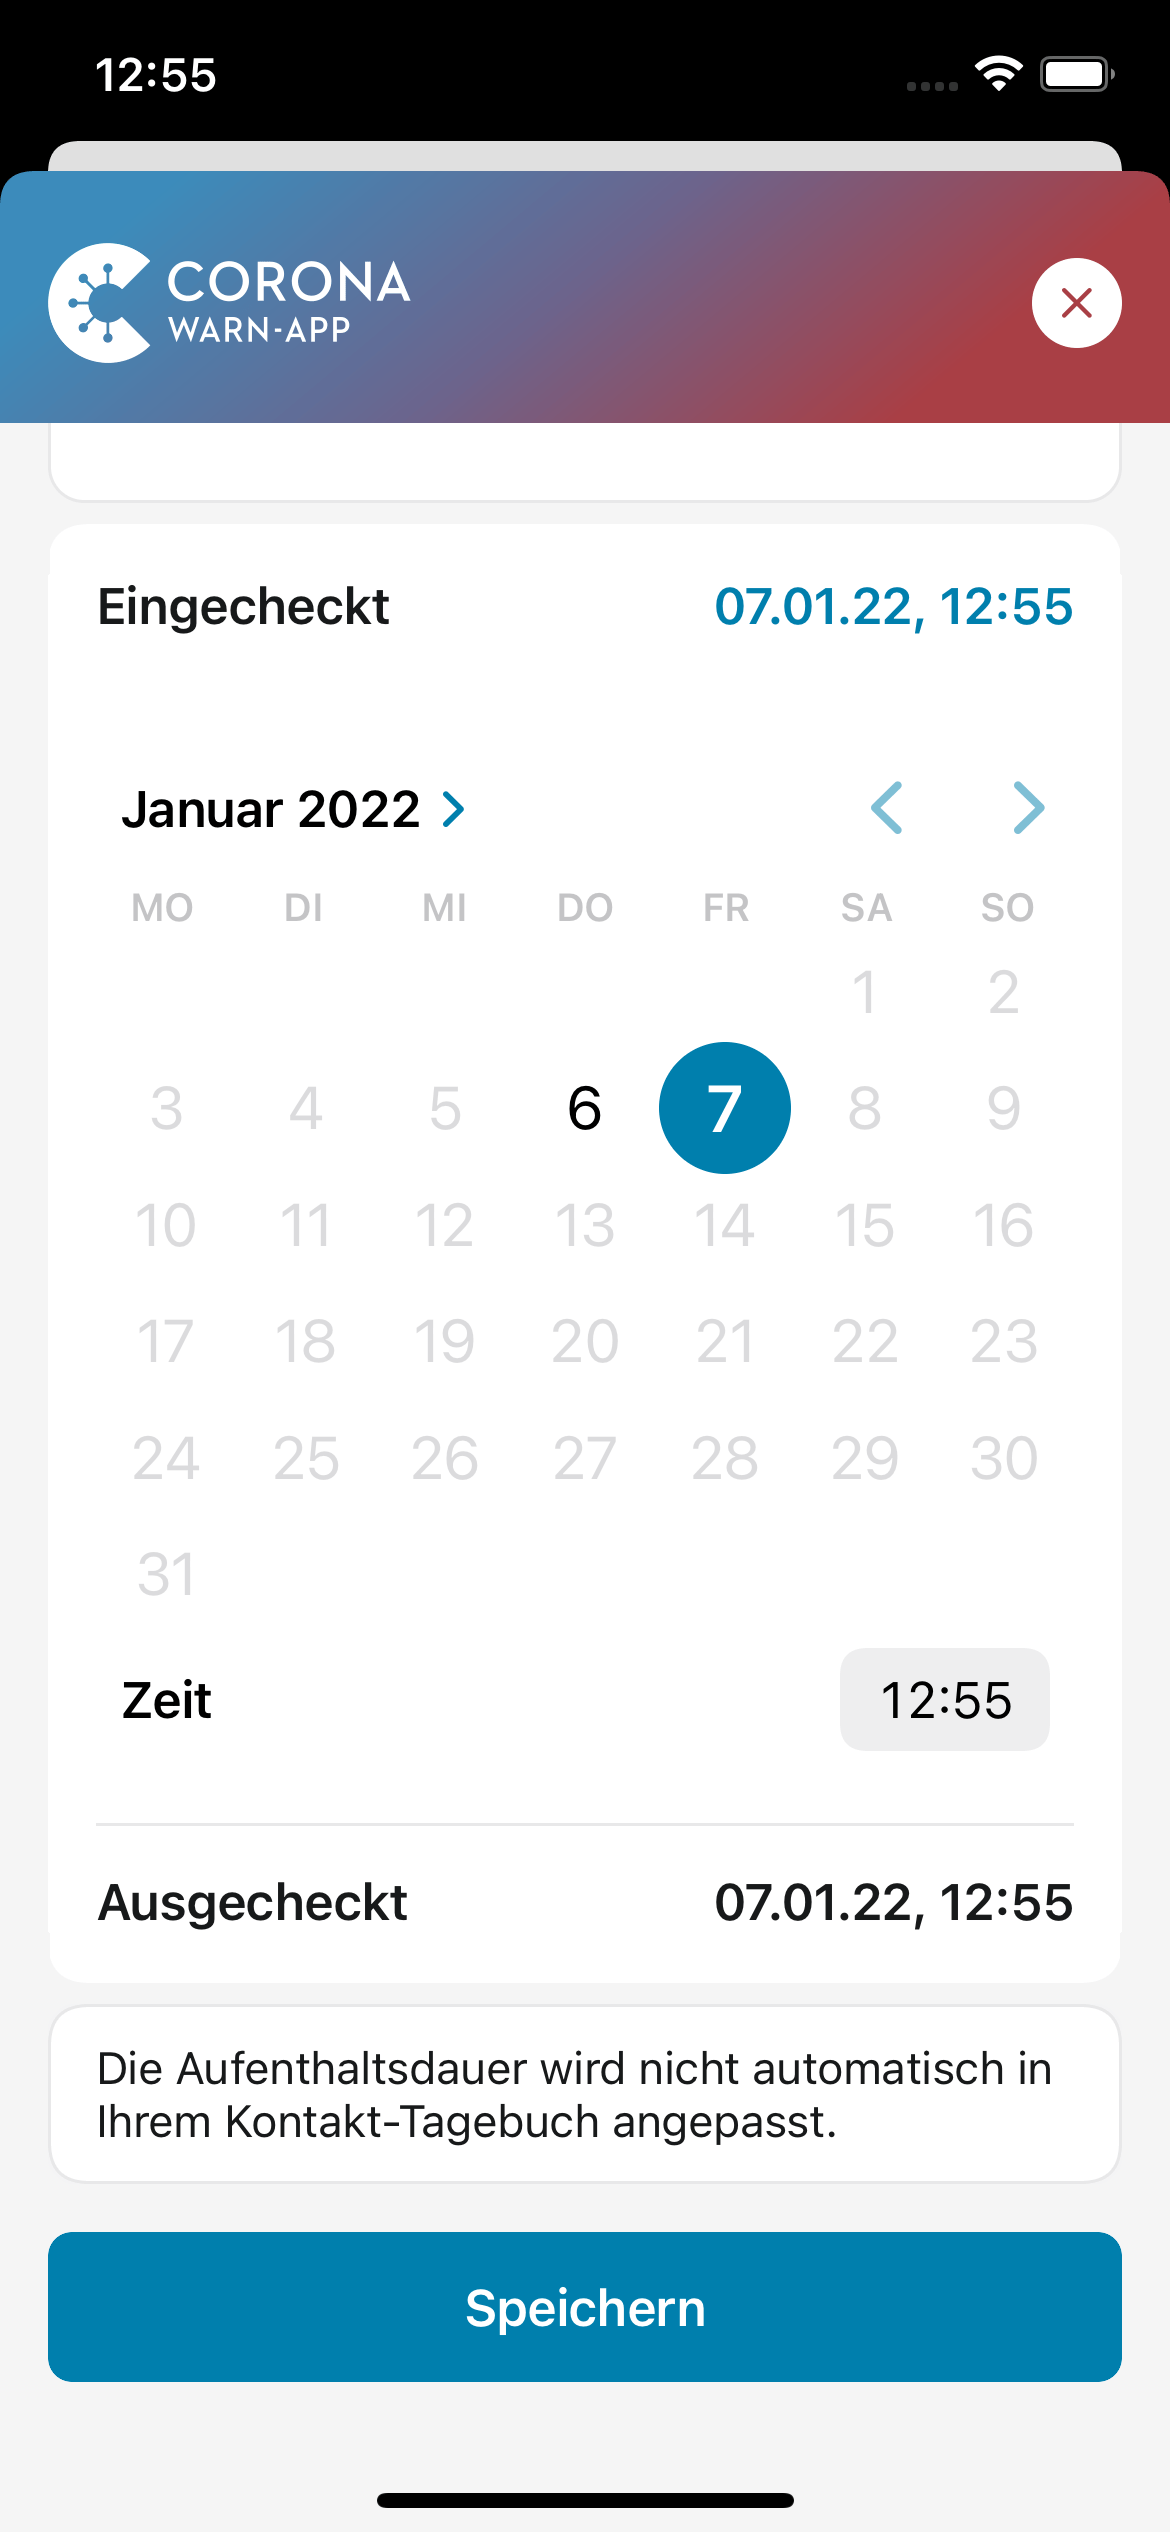 12:55
CORONA
WARN-APP
Eingecheckt 07.01.22, 12:55
Januar 2022
MO DI MI DO FR SA SO
1 2
3 4 5 6 7 8 9
10 11 12 13 14 15 16
17 18 19 20 21 22 23
24 25 26 27 28 29 30
31
Zeit 12:55
Ausgecheckt 07.01.22, 12:55
Die Aufenthaltsdauer wird nicht automatisch in
Ihrem Kontakt-Tagebuch angepasst.
Speichern